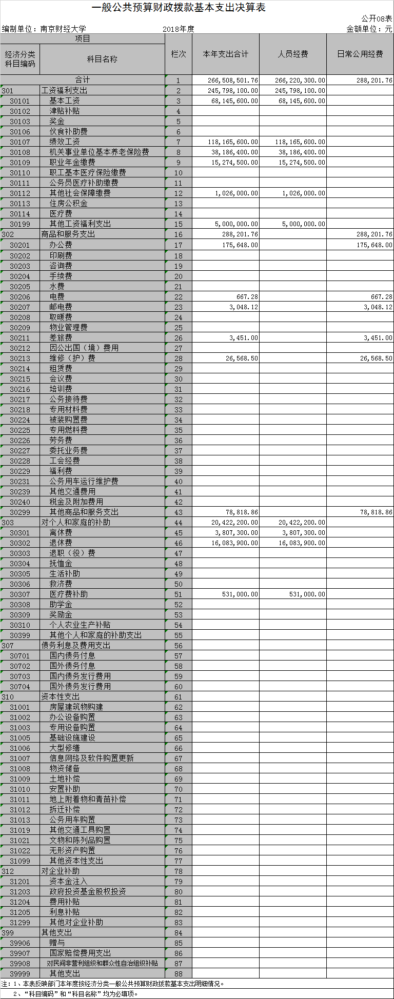 一般公共预算财政拨款基本支出决算表
公开08表
编制单位：南京财经大学 2018年度 金额单位：元
项目 栏次 本年支出合计 人员经费 日常公用经费
经济分类科目编码 科目名称
合计 1 266,508,501.76 266,220,300.00 288,201.76
301 工资福利支出 2 245,798,100.00 245,798,100.00
30101 基本工资 3 68,145,600.00 68,145,600.00
30102 津贴补贴 4
30103 奖金 5
30106 伙食补助费 6
30107 绩效工资 7 118,165,600.00 118,165,600.00
30108 机关事业单位基本养老保险费 8 38,186,400.00 38,186,400.00
30109 职业年金缴费 9 15,274,500.00 15,274,500.00
30110 职工基本医疗保险缴费 10
30111 公务员医疗补助缴费 11
30112 其他社会保障缴费 12 1,026,000.00 1,026,000.00
30113 住房公积金 13
30114 医疗费 14
30199 其他工资福利支出 15 5,000,000.00 5,000,000.00
302 商品和服务支出 16 288,201.76 288,201.76
30201 办公费 17 175,648.00 175,648.00
30202 印刷费 18
30203 咨询费 19
30204 手续费 20
30205 水费 21
30206 电费 22 667.28 667.28
30207 邮电费 23 3,048.12 3,048.12
30208 取暖费 24
30209 物业管理费 25
30211 差旅费 26 3,451.00 3,451.00
30212 因公出国（境）费用 27
30213 维修（护）费 28 26,568.50 26,568.50
30214 租赁费 29
30215 会议费 30
30216 培训费 31
30217 公务接待费 32
30218 专用材料费 33
30224 被装购置费 34
30225 专用燃料费 35
30226 劳务费 36
30227 委托业务费 37
30228 工会经费 38
30229 福利费 39
30231 公务用车运行维护费 40
30239 其他交通费用 41
30240 税金及附加费用 42
30299 其他商品和服务支出 43 78,818.86 78,818.86
303 对个人和家庭的补助 44 20,422,200.00 20,422,200.00
30301 离休费 45 3,807,300.00 3,807,300.00
30302 退休费 46 16,083,900.00 16,083,900.00
30303 退职（役）费 47
30304 抚恤金 48
30305 生活补助 49
30306 救济费 50
30307 医疗费补助 51 531,000.00 531,000.00
30308 助学金 52
30309 奖励金 53
30310 个人农业生产补贴 54
30399 其他个人和家庭的补助支出 55
307 债务利息及费用支出 56
30701 国内债务付息 57
30702 国外债务付息 58
30703 国内债务发行费用 59
30704 国外债务发行费用 60
310 资本性支出 61
31001 房屋建筑物购建 62
31002 办公设备购置 63
31003 专用设备购置 64
31005 基础设施建设 65
31006 大型修缮 66
31007 信息网络及软件购置更新 67
31008 物资储备 68
31009 土地补偿 69
31010 安置补助 70
31011 地上附着物和青苗补偿 71
31012 拆迁补偿 72
31013 公务用车购置 73
31019 其他交通工具购置 74
31021 文物和陈列品购置 75
31022 无形资产购置 76
31099 其他资本性支出 77
312 对企业补助 78
31201 资本金注入 79
31203 政府投资基金股权投资 80
31204 费用补贴 81
31205 利息补贴 82
31299 其他对企业补助 83
399 其他支出 84
39906 赠与 85
39907 国家赔偿费用支出 86
39908 对民间非营利组织和群众性自治组织补贴 87
39999 其他支出 88
注：1、本表反映部门本年度按经济分类一般公共预算财政拨款基本支出明细情况。
2、“科目编码”和“科目名称”均为必填项。